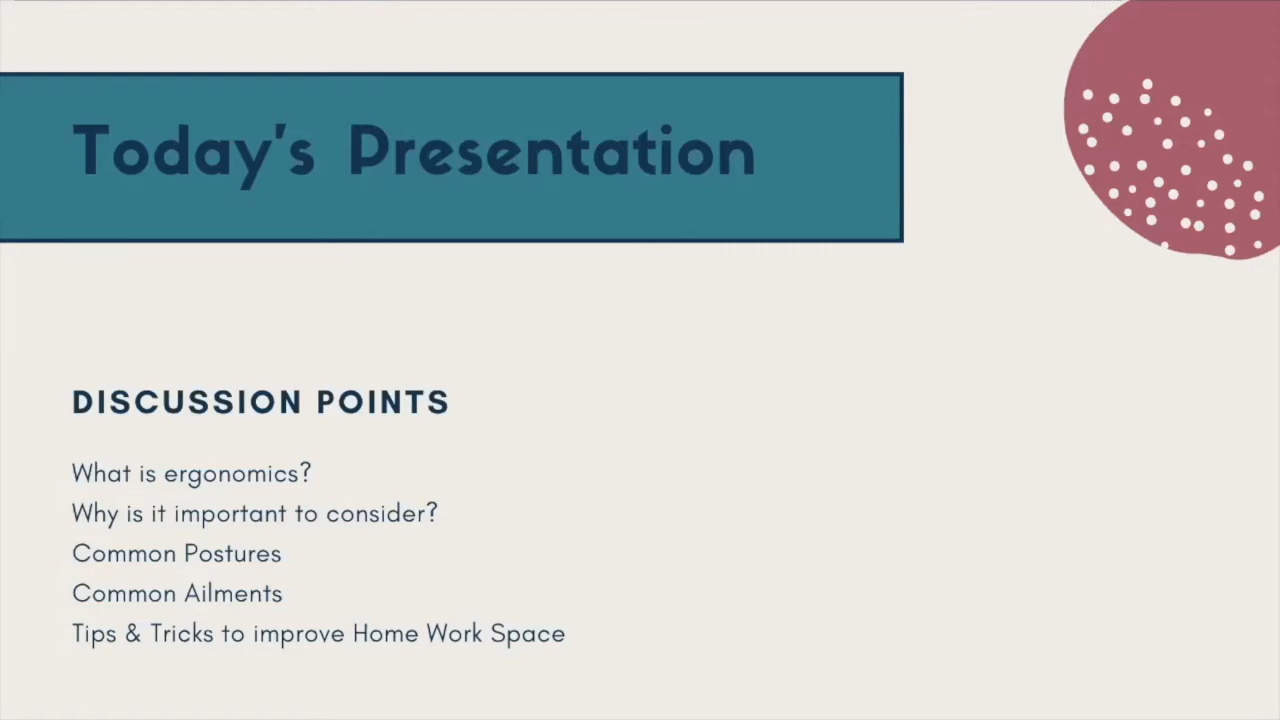 Today's Presentation
DISCUSSION POINTS
What is ergonomics?
Why is it important to consider?
Common Postures
Common Ailments
Tips & Tricks to improve Home Work Space